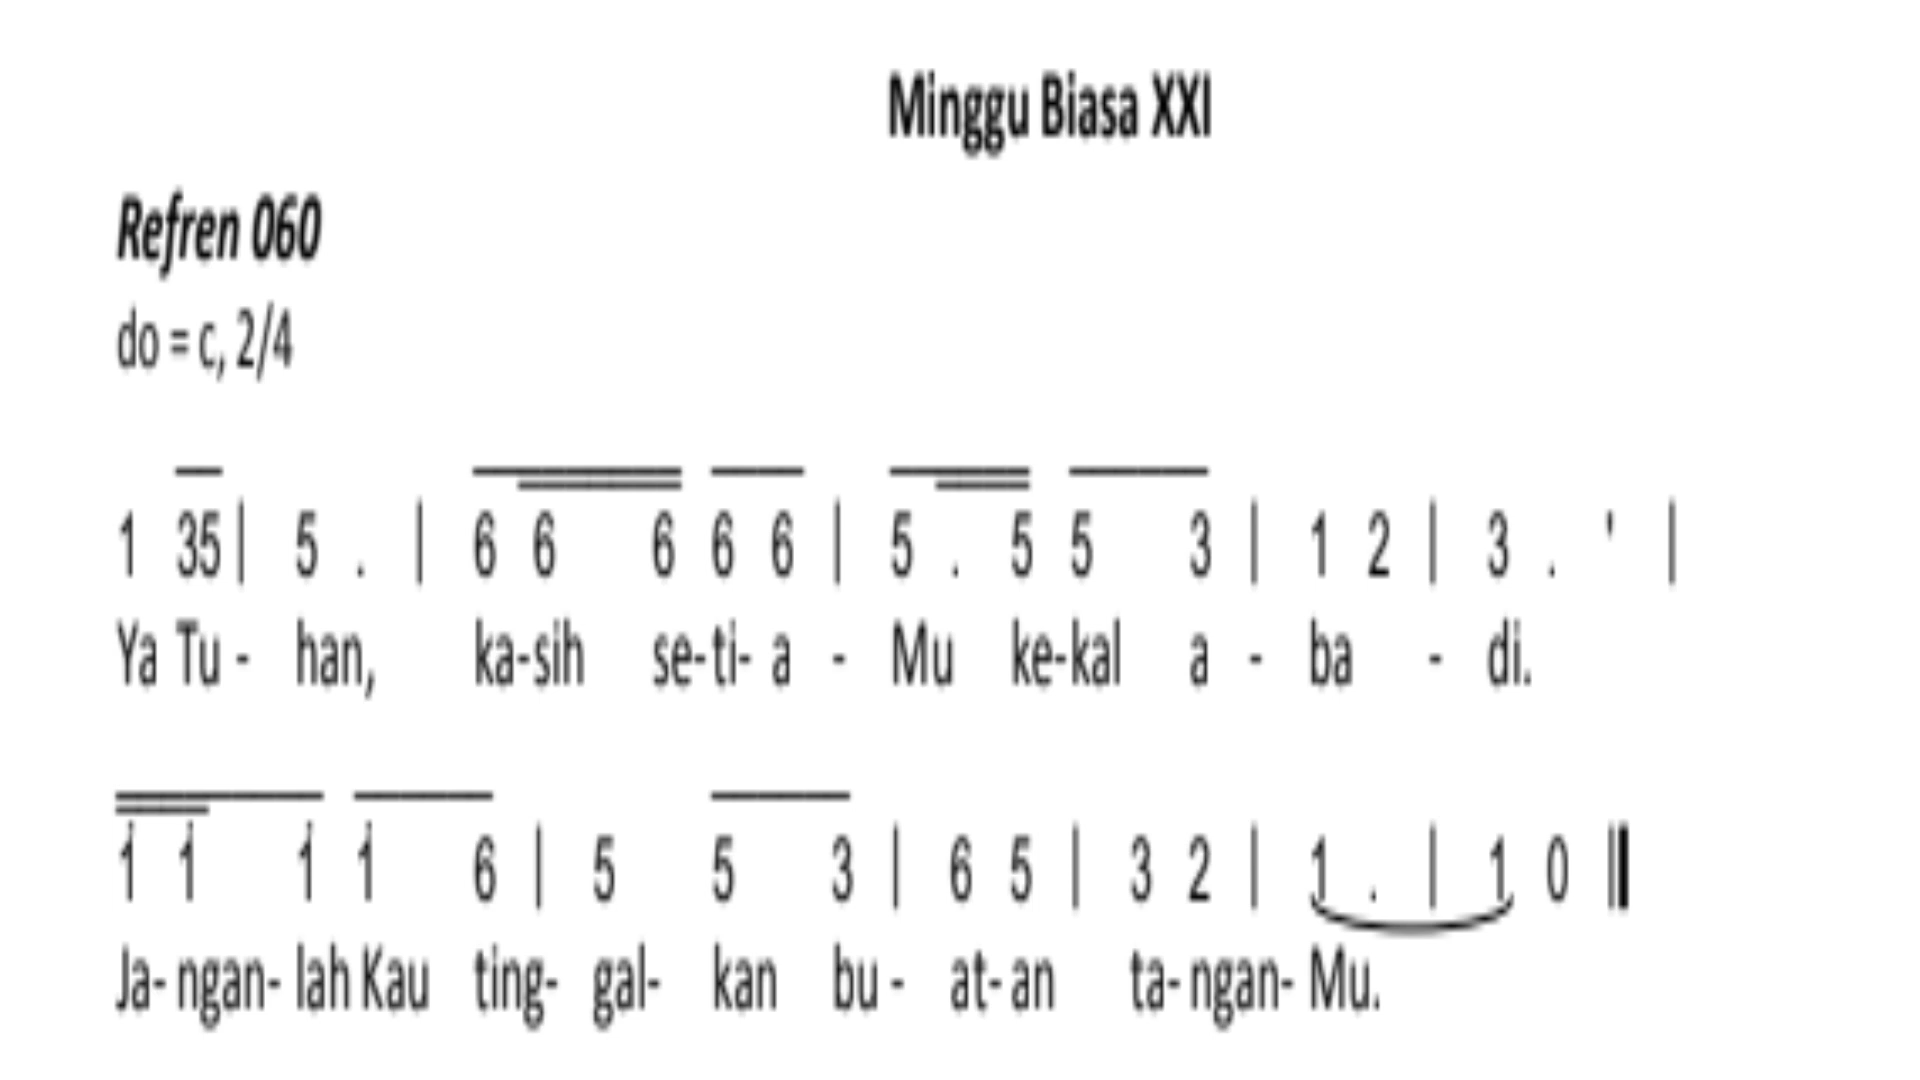 Minggu Biasa XXI
Refren 060
do = c, 2/4
1 35 | 5 . | 6 6 6 6 6 | 5 . 5 5 3 | 1 2 | 3 . ' |
Ya Tu - han, ka-sih se-ti- a - Mu ke-kal a - ba - di.
1̇ 1̇ 1̇ 1̇ 6 | 5 5 3 | 6 5 | 3 2 | 1 . | 1 0 ||
Ja- ngan- lah Kau ting- gal- kan bu - at- an ta- ngan- Mu.